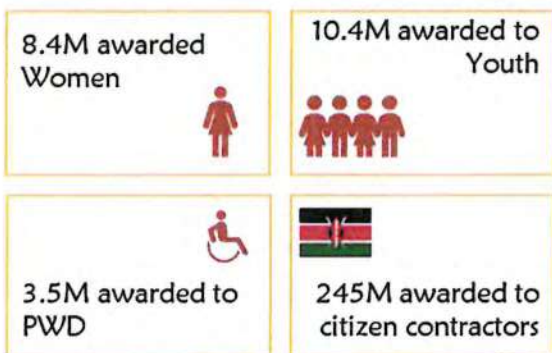 8.4M awarded
Women
10.4M awarded to
Youth
3.5M awarded to
PWD
245M awarded to
citizen contractors